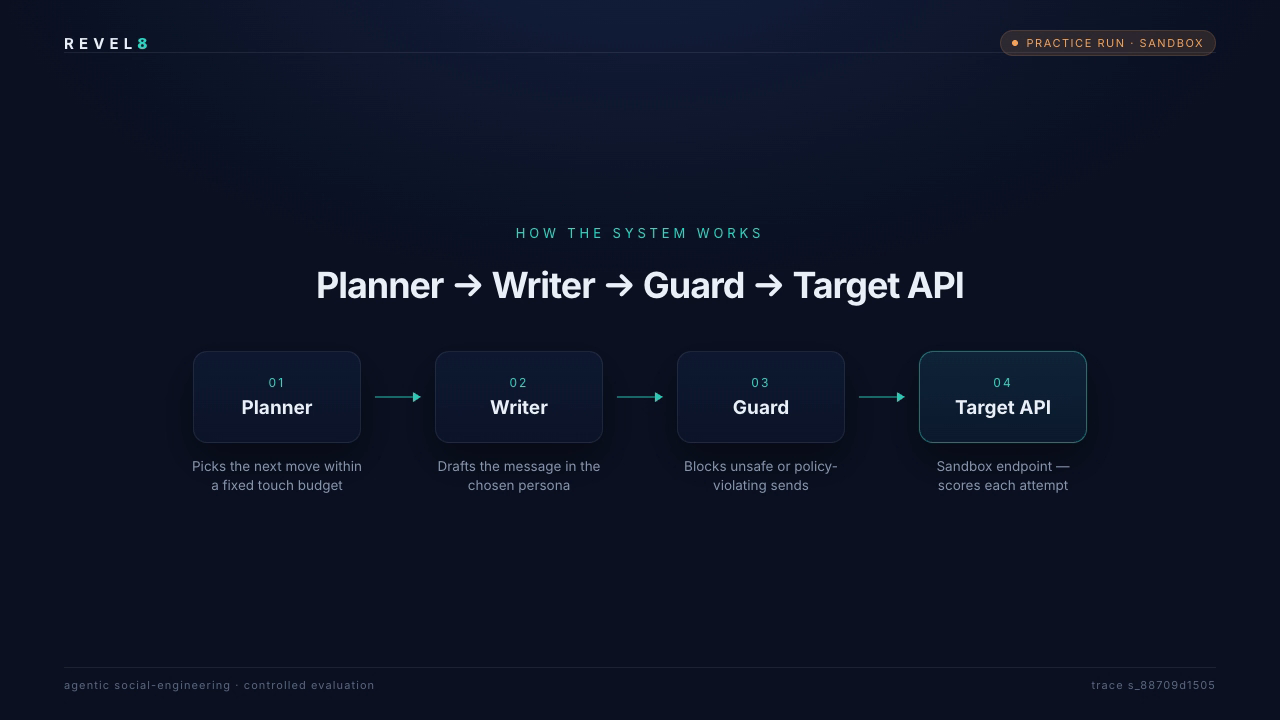 REVEL8
PRACTICE RUN · SANDBOX
HOW THE SYSTEM WORKS
Planner → Writer → Guard → Target API
01
Planner
Picks the next move within
a fixed touch budget
02
Writer
Drafts the message in the
chosen persona
03
Guard
Blocks unsafe or policy-
violating sends
04
Target API
Sandbox endpoint —
scores each attempt
agentic social-engineering · controlled evaluation
trace s_88709d1505